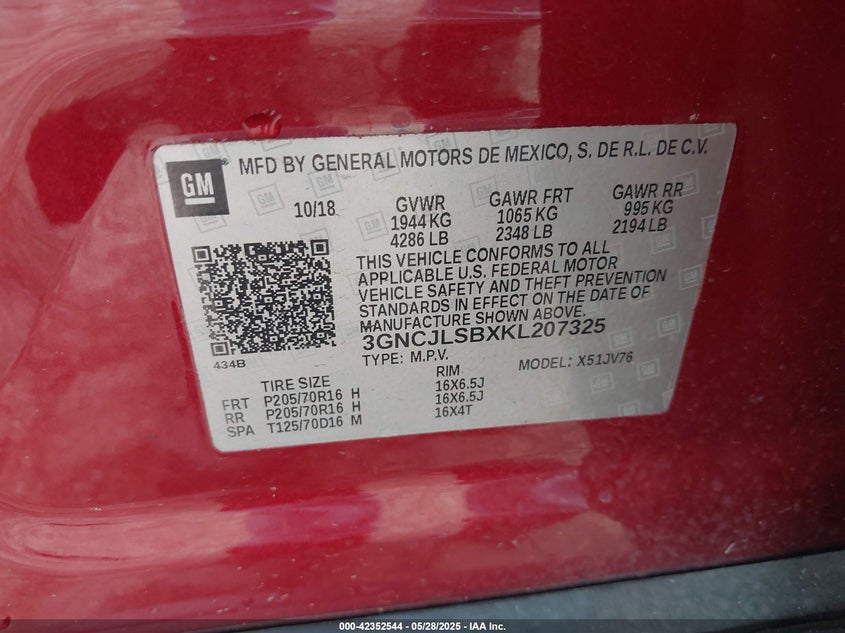 GM
MFD BY GENERAL MOTORS DE MEXICO, S. DE R.L. DE C.V.
10/18 GVWR GAWR FRT GAWR RR
1944 KG 1065 KG 995 KG
4286 LB 2348 LB 2194 LB
THIS VEHICLE CONFORMS TO ALL
APPLICABLE U.S. FEDERAL MOTOR
VEHICLE SAFETY AND THEFT PREVENTION
STANDARDS IN EFFECT ON THE DATE OF
MANUFACTURE SHOWN ABOVE.
3GNCJLSBXKL207325
434B TYPE: M.P.V. MODEL: X51JV76
TIRE SIZE RIM
FRT P205/70R16 H 16X6.5J
RR P205/70R16 H 16X6.5J
SPA T125/70D16 M 16X4T
000-42352544 / 05/28/2025 - IAA Inc.